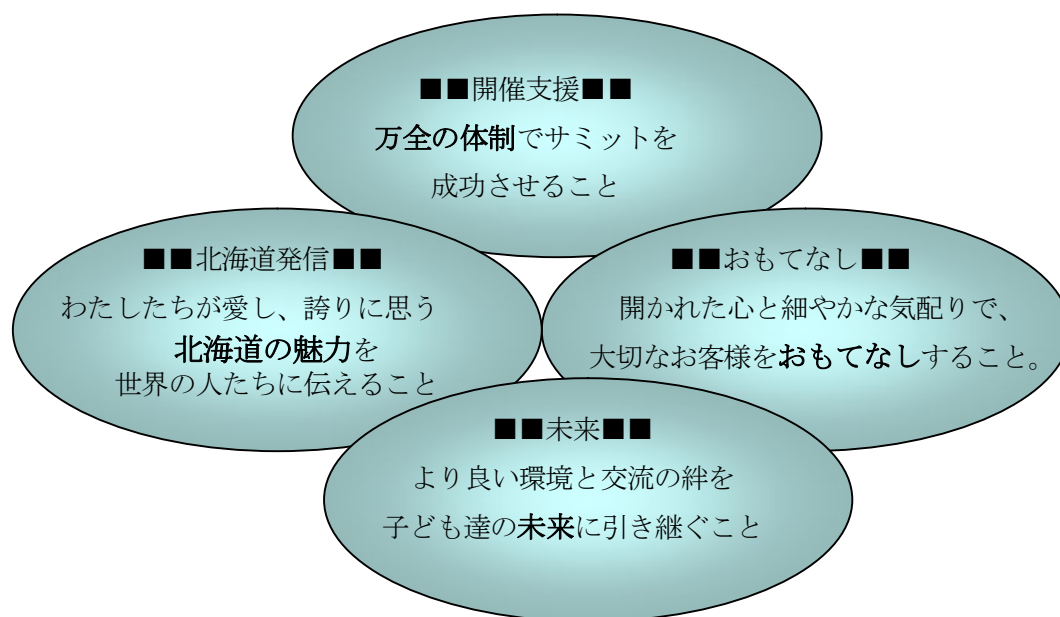 ■■開催支援■■
万全の体制でサミットを
成功させること
■■北海道発信■■
わたしたちが愛し、誇りに思う
北海道の魅力を
世界の人たちに伝えること
■■おもてなし■■
開かれた心と細やかな気配りで、
大切なお客様をおもてなしすること。
■■未来■■
より良い環境と交流の絆を
子ども達の未来に引き継ぐこと